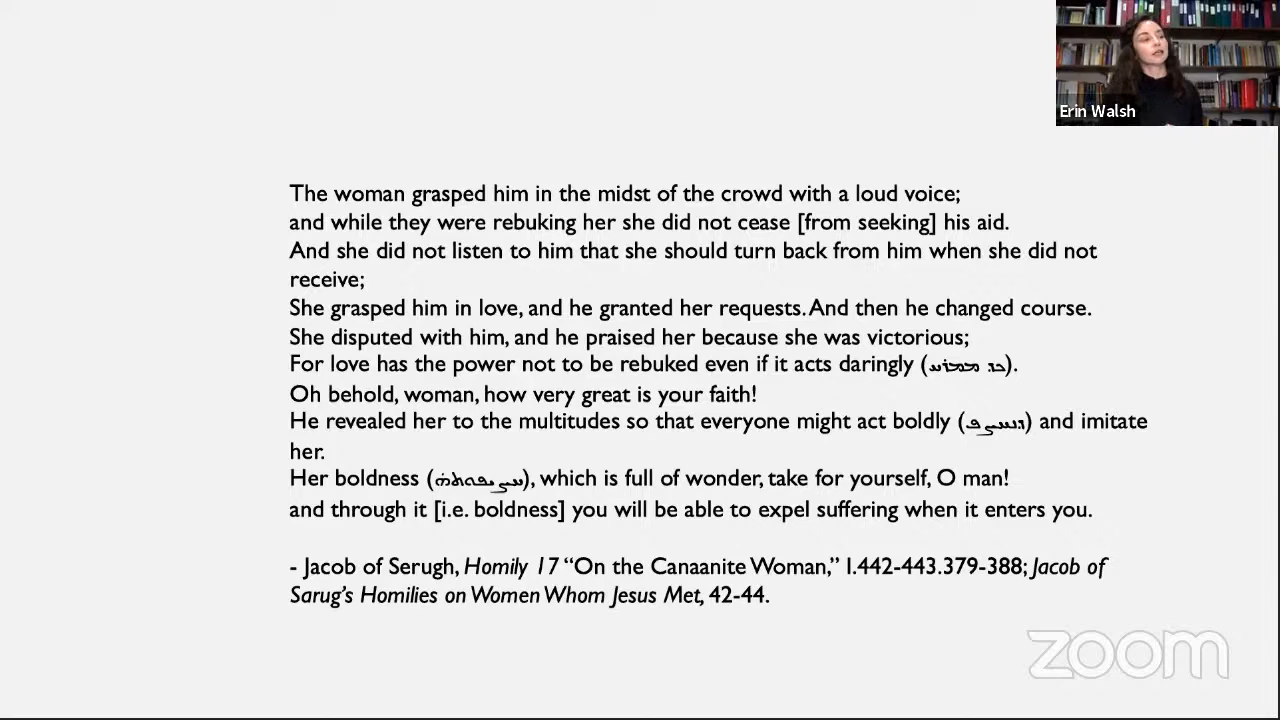 Erin Walsh
The woman grasped him in the midst of the crowd with a loud voice;
and while they were rebuking her she did not cease [from seeking] his aid.
And she did not listen to him that she should turn back from him when she did not
receive;
She grasped him in love, and he granted her requests. And then he changed course.
She disputed with him, and he praised her because she was victorious;
For love has the power not to be rebuked even if it acts daringly (ܟܕ ܡܡܪܚ).
Oh behold, woman, how very great is your faith!
He revealed her to the multitudes so that everyone might act boldly (ܕܢܚܨܦ) and imitate
her.
Her boldness (ܚܨܝܦܘܬܗ̇), which is full of wonder, take for yourself, O man!
and through it [i.e. boldness] you will be able to expel suffering when it enters you.
- Jacob of Serugh, Homily 17 “On the Canaanite Woman,” I.442-443.379-388; Jacob of
Sarug’s Homilies on Women Whom Jesus Met, 42-44.
zoom